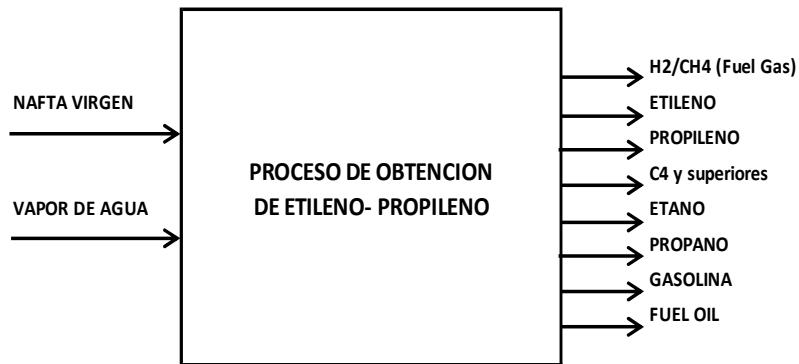 NAFTA VIRGEN
VAPOR DE AGUA
PROCESO DE OBTENCION
DE ETILENO- PROPILENO
H2/CH4 (Fuel Gas)
ETILENO
PROPILENO
C4 y superiores
ETANO
PROPANO
GASOLINA
FUEL OIL